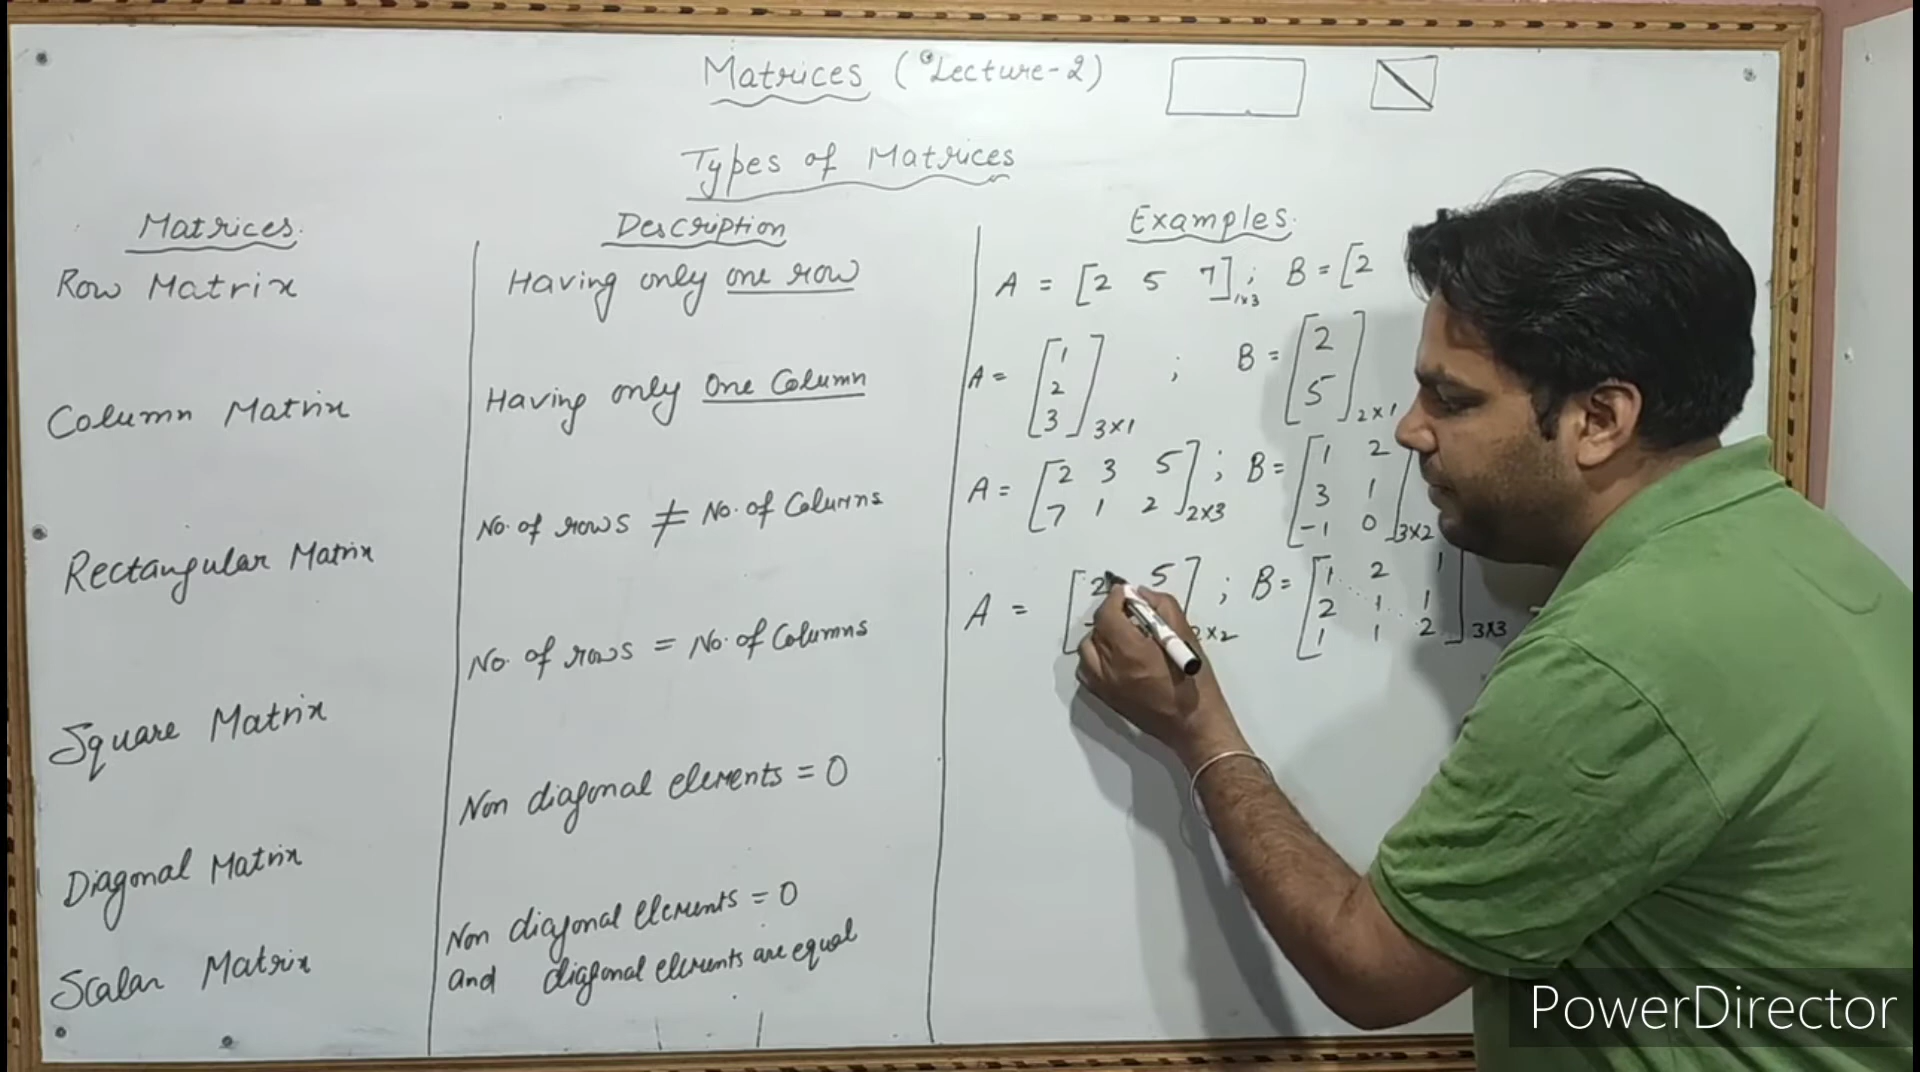 Matrices (Lecture-2)
Types of Matrices
Matrices.
Description
Examples.
Row Matrix
Having only one row
A = [2 5 7]1x3 ; B = [2
Column Matrix
Having only One Column
A = [1
2
3]3x1 ; B = [2
5]2x1
Rectangular Matrix
No. of rows ≠ No. of Columns
A = [2 3 5
7 1 2]2x3 ; B = [1 2
3 1
-1 0]3x2
Square Matrix
No. of rows = No. of Columns
A = [2 5
]2x2 ; B = [1 2 1
2 1 1
1 1 2]3x3
Diagonal Matrix
Non diagonal elements = 0
Scalar Matrix
Non diagonal elements = 0
and diagonal elements are equal
PowerDirector